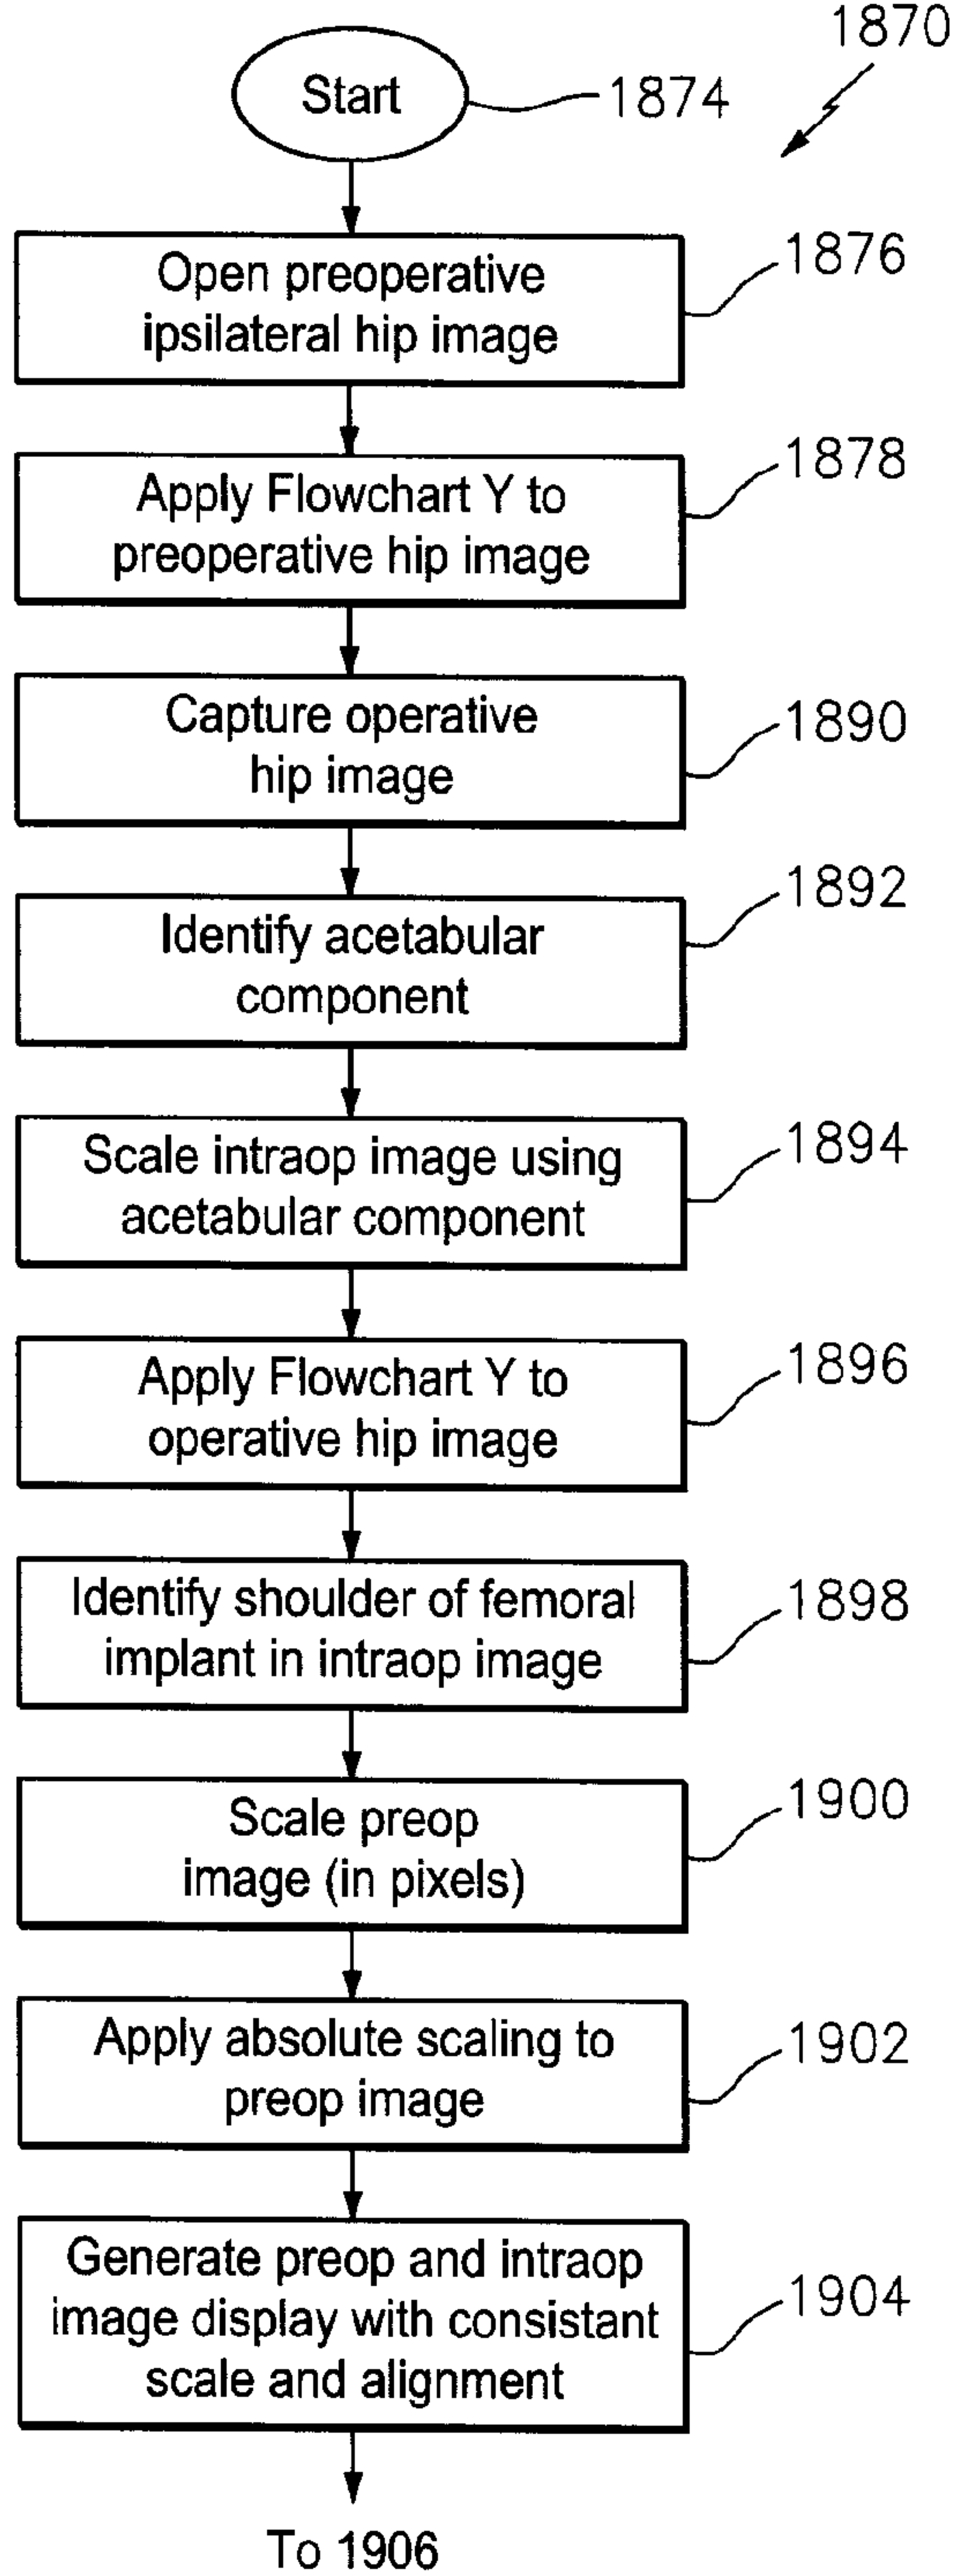 1870
Start
1874
Open preoperative
ipsilateral hip image
1876
Apply Flowchart Y to
preoperative hip image
1878
Capture operative
hip image
1890
Identify acetabular
component
1892
Scale intraop image using
acetabular component
1894
Apply Flowchart Y to
operative hip image
1896
Identify shoulder of femoral
implant in intraop image
1898
Scale preop
image (in pixels)
1900
Apply absolute scaling to
preop image
1902
Generate preop and intraop
image display with consistant
scale and alignment
1904
To 1906